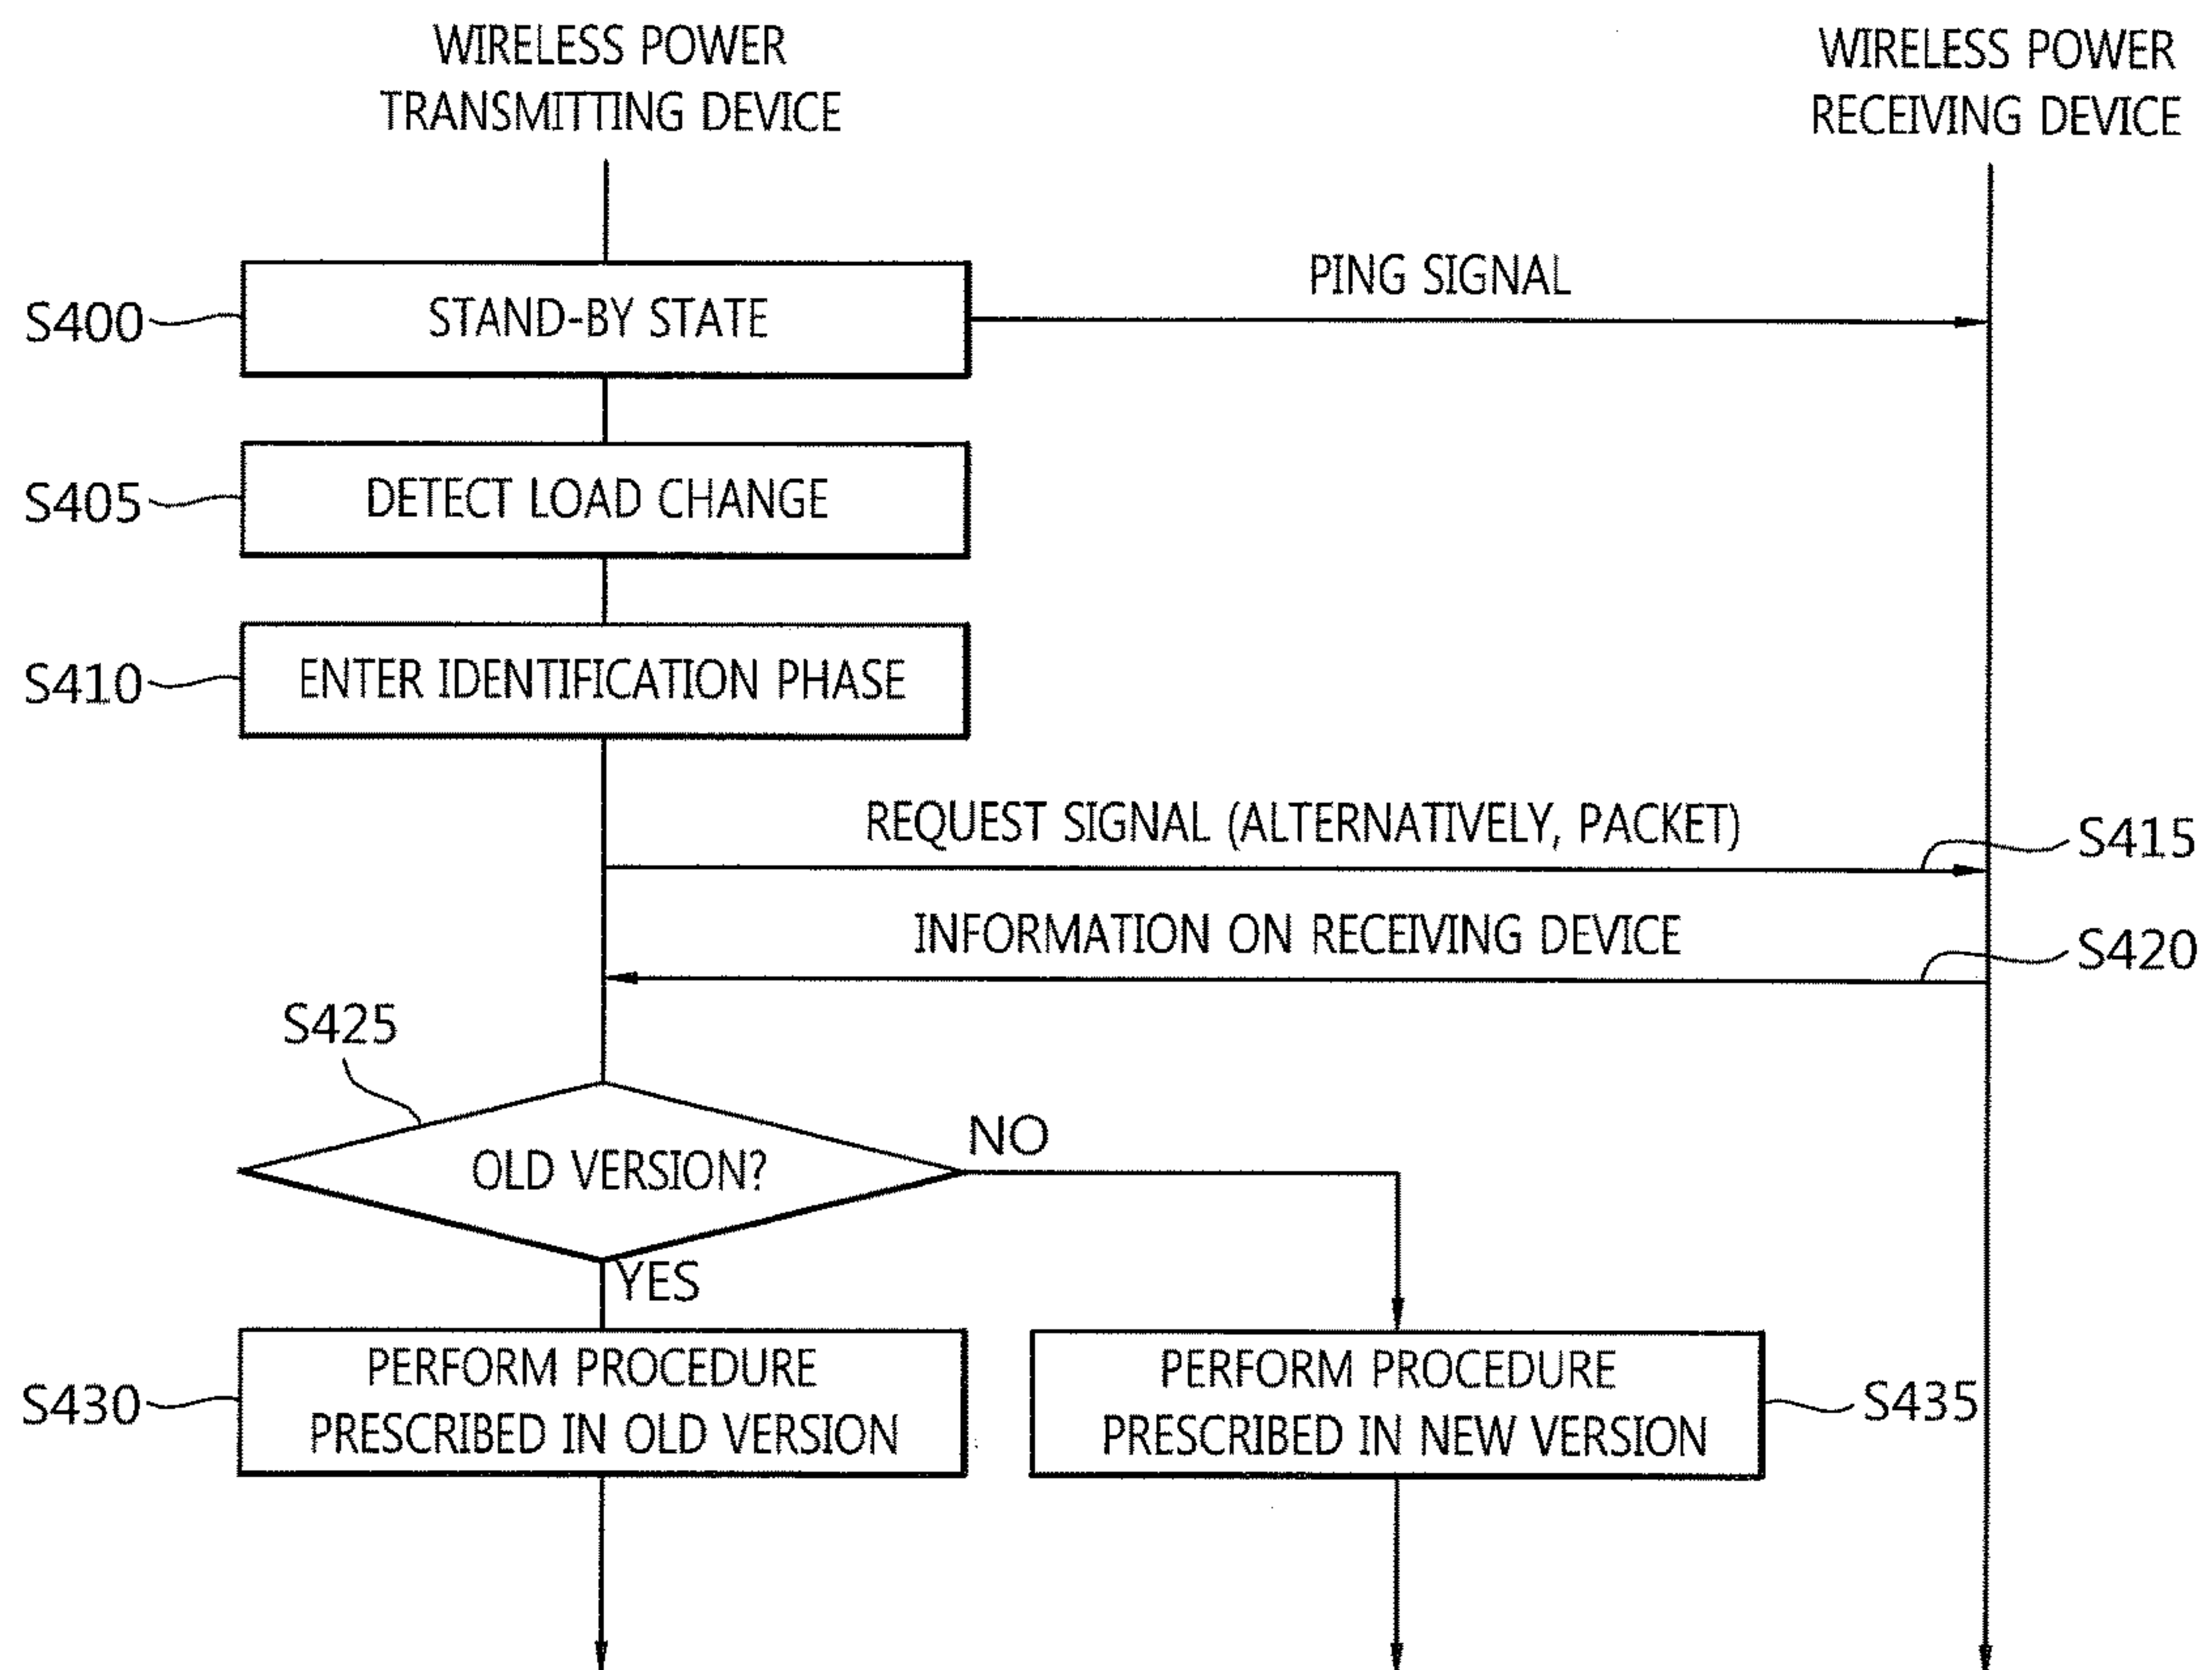 WIRELESS POWER
TRANSMITTING DEVICE
WIRELESS POWER
RECEIVING DEVICE
PING SIGNAL
S400
STAND-BY STATE
S405
DETECT LOAD CHANGE
S410
ENTER IDENTIFICATION PHASE
REQUEST SIGNAL (ALTERNATIVELY, PACKET)
S415
INFORMATION ON RECEIVING DEVICE
S420
S425
OLD VERSION?
NO
YES
S430
PERFORM PROCEDURE
PRESCRIBED IN OLD VERSION
PERFORM PROCEDURE
PRESCRIBED IN NEW VERSION
S435